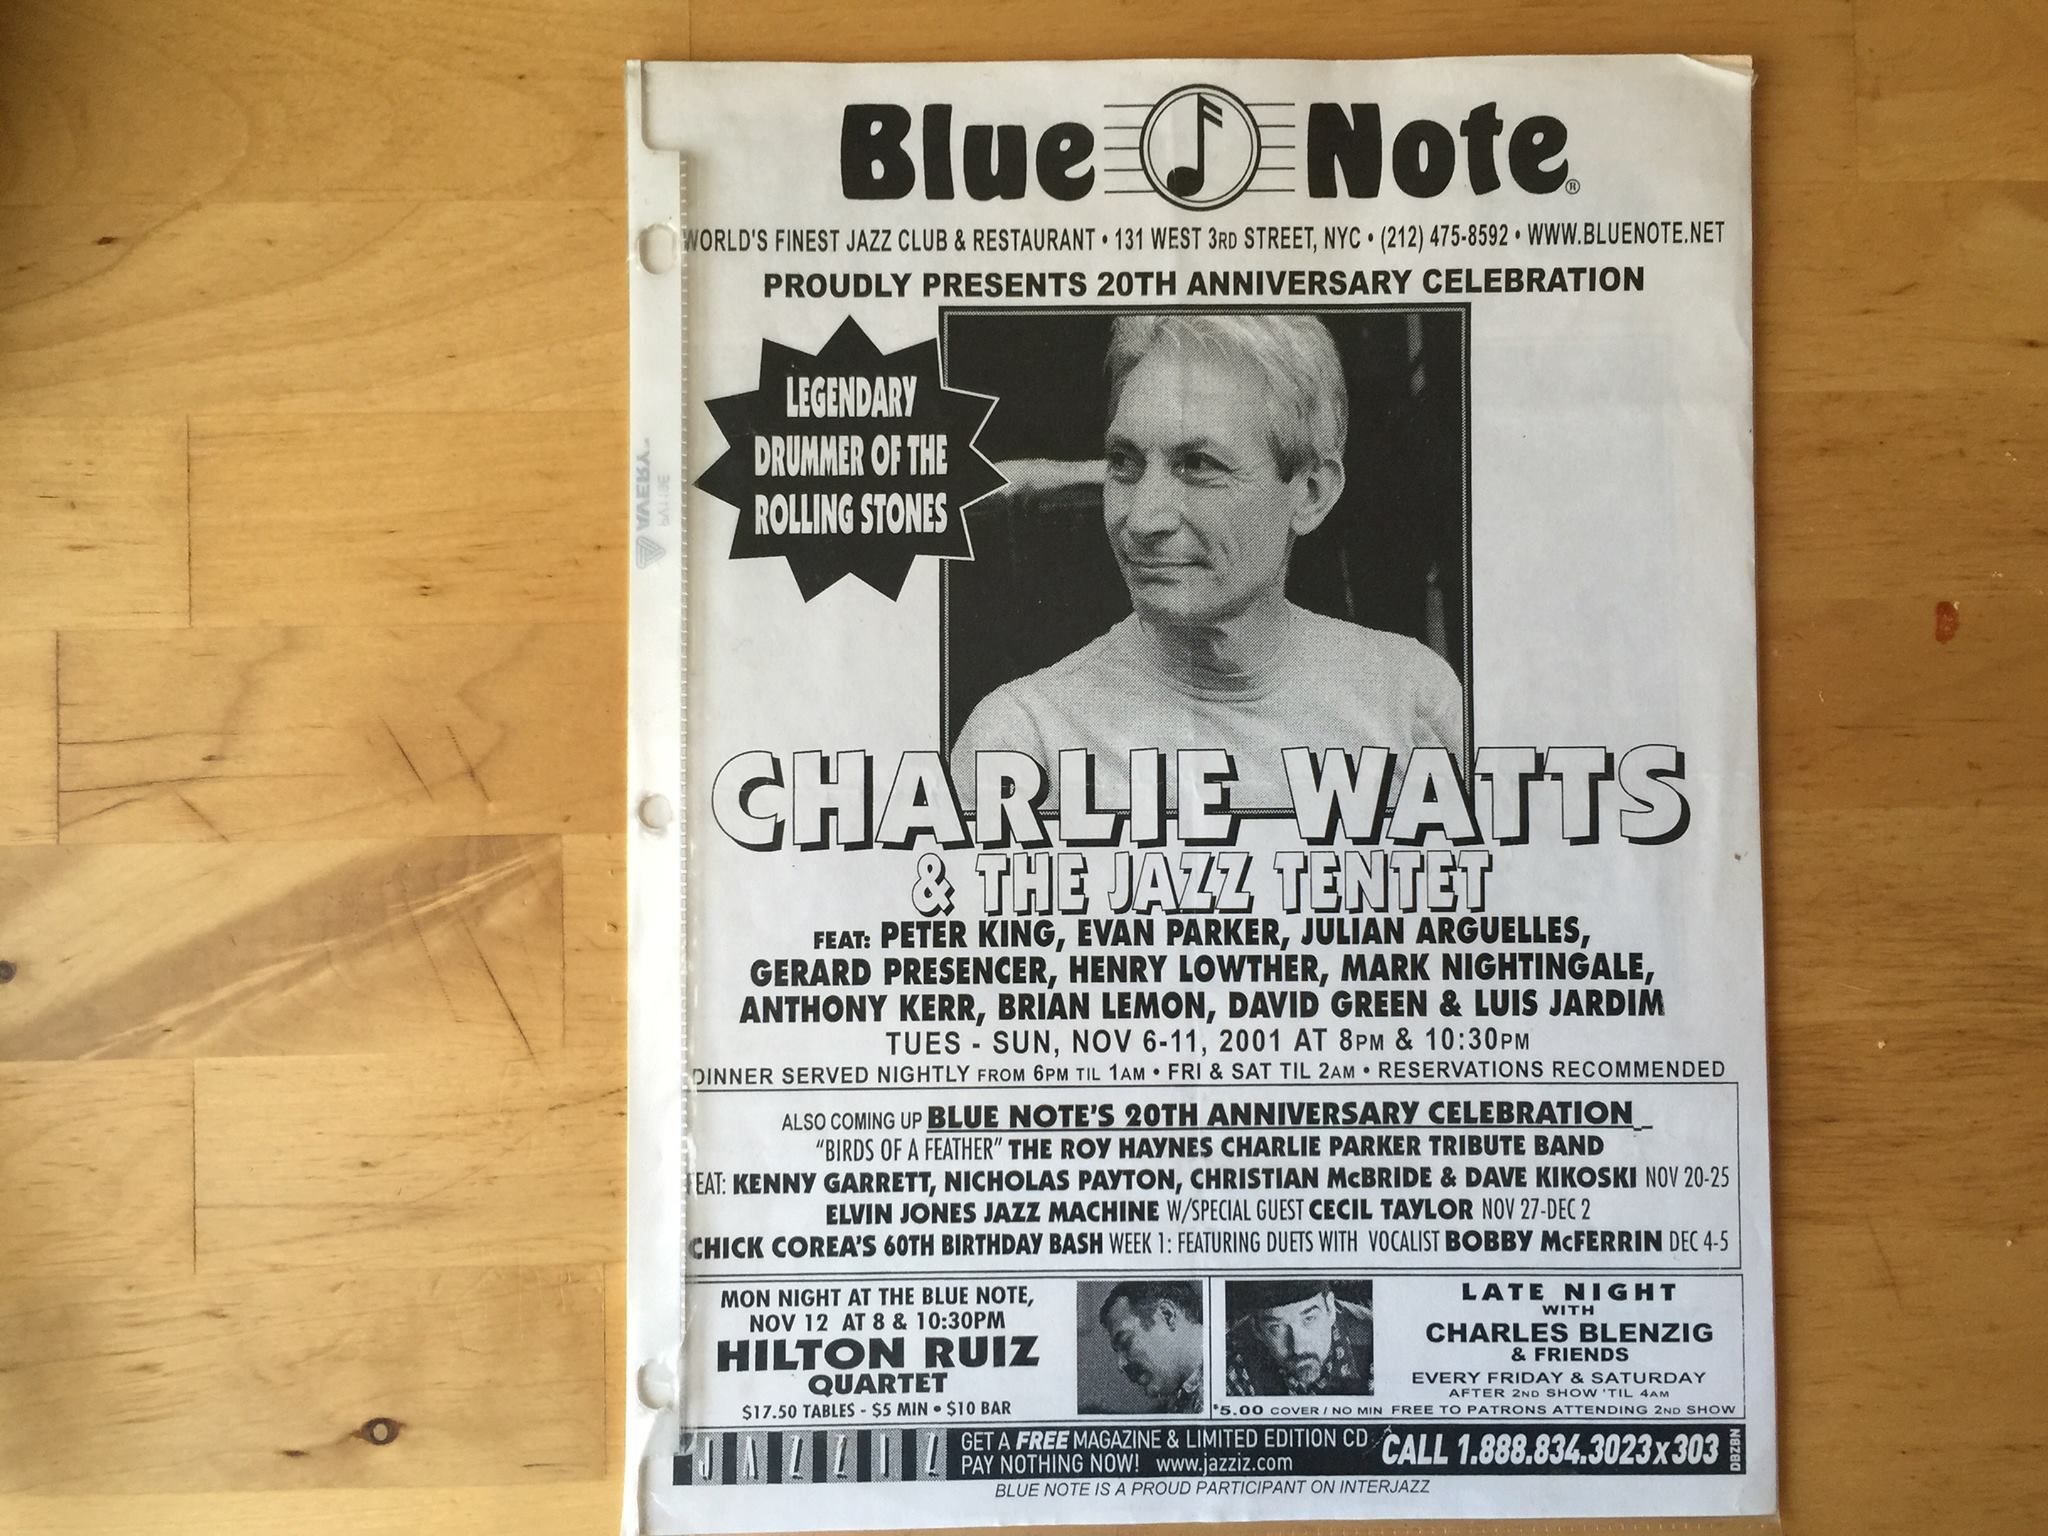 Blue Note®
WORLD'S FINEST JAZZ CLUB & RESTAURANT • 131 WEST 3RD STREET, NYC • (212) 475-8592 • WWW.BLUENOTE.NET
PROUDLY PRESENTS 20TH ANNIVERSARY CELEBRATION
LEGENDARY
DRUMMER OF THE
ROLLING STONES
AVERY
CHARLIE WATTS
& THE JAZZ TENTET
FEAT: PETER KING, EVAN PARKER, JULIAN ARGUELLES,
GERARD PRESENCER, HENRY LOWTHER, MARK NIGHTINGALE,
ANTHONY KERR, BRIAN LEMON, DAVID GREEN & LUIS JARDIM
TUES - SUN, NOV 6-11, 2001 AT 8PM & 10:30PM
DINNER SERVED NIGHTLY FROM 6PM TIL 1AM • FRI & SAT TIL 2AM • RESERVATIONS RECOMMENDED
ALSO COMING UP BLUE NOTE'S 20TH ANNIVERSARY CELEBRATION
"BIRDS OF A FEATHER" THE ROY HAYNES CHARLIE PARKER TRIBUTE BAND
FEAT: KENNY GARRETT, NICHOLAS PAYTON, CHRISTIAN McBRIDE & DAVE KIKOSKI NOV 20-25
ELVIN JONES JAZZ MACHINE W/SPECIAL GUEST CECIL TAYLOR NOV 27-DEC 2
CHICK COREA'S 60TH BIRTHDAY BASH WEEK 1: FEATURING DUETS WITH VOCALIST BOBBY McFERRIN DEC 4-5
MON NIGHT AT THE BLUE NOTE,
NOV 12 AT 8 & 10:30PM
HILTON RUIZ
QUARTET
$17.50 TABLES - $5 MIN • $10 BAR
LATE NIGHT
WITH
CHARLES BLENZIG
& FRIENDS
EVERY FRIDAY & SATURDAY
AFTER 2ND SHOW 'TIL 4AM
$5.00 COVER / NO MIN FREE TO PATRONS ATTENDING 2ND SHOW
JAZZIZ
GET A FREE MAGAZINE & LIMITED EDITION CD
PAY NOTHING NOW! www.jazziz.com
CALL 1.888.834.3023x303
DBZBN
BLUE NOTE IS A PROUD PARTICIPANT ON INTERJAZZ